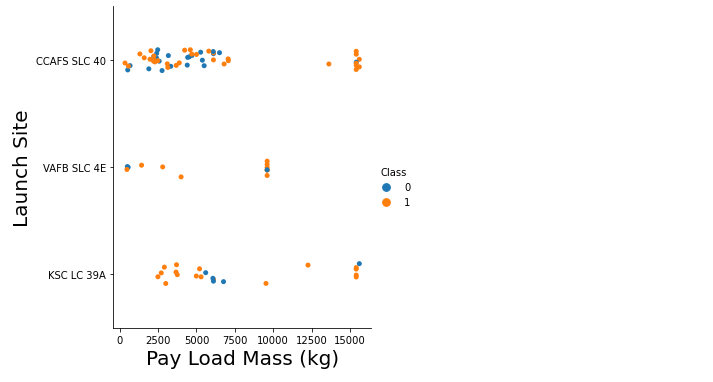 CCAFS SLC 40
VAFB SLC 4E
KSC LC 39A
Launch Site
0 2500 5000 7500 10000 12500 15000
Pay Load Mass (kg)
Class
0
1